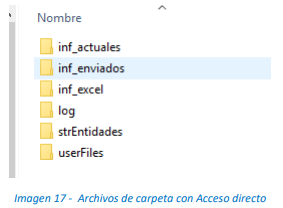 Nombre
inf_actuales
inf_enviados
inf_excel
log
strEntidades
userFiles
Imagen 17 - Archivos de carpeta con Acceso directo